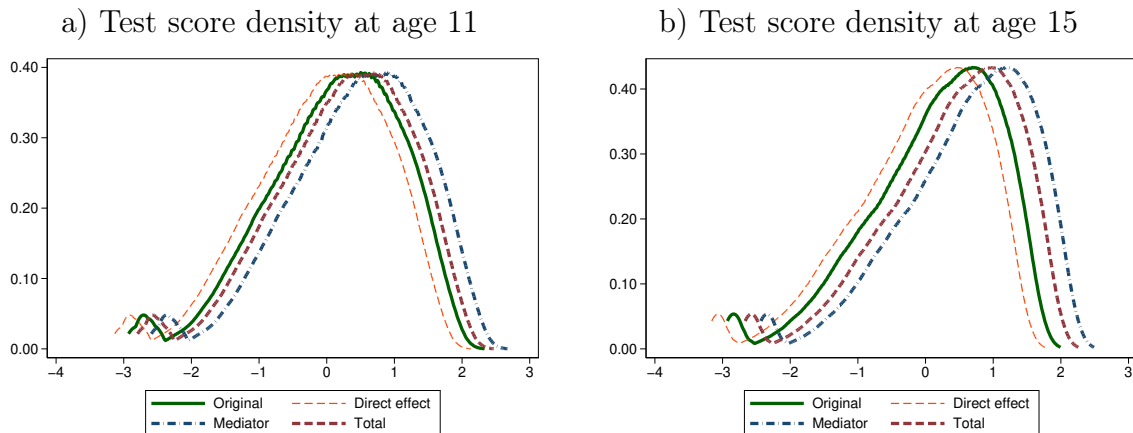 a) Test score density at age 11
0.40
0.30
0.20
0.10
0.00
−4 −3 −2 −1 0 1 2 3
Original Direct effect
Mediator Total
b) Test score density at age 15
0.40
0.30
0.20
0.10
0.00
−4 −3 −2 −1 0 1 2 3
Original Direct effect
Mediator Total